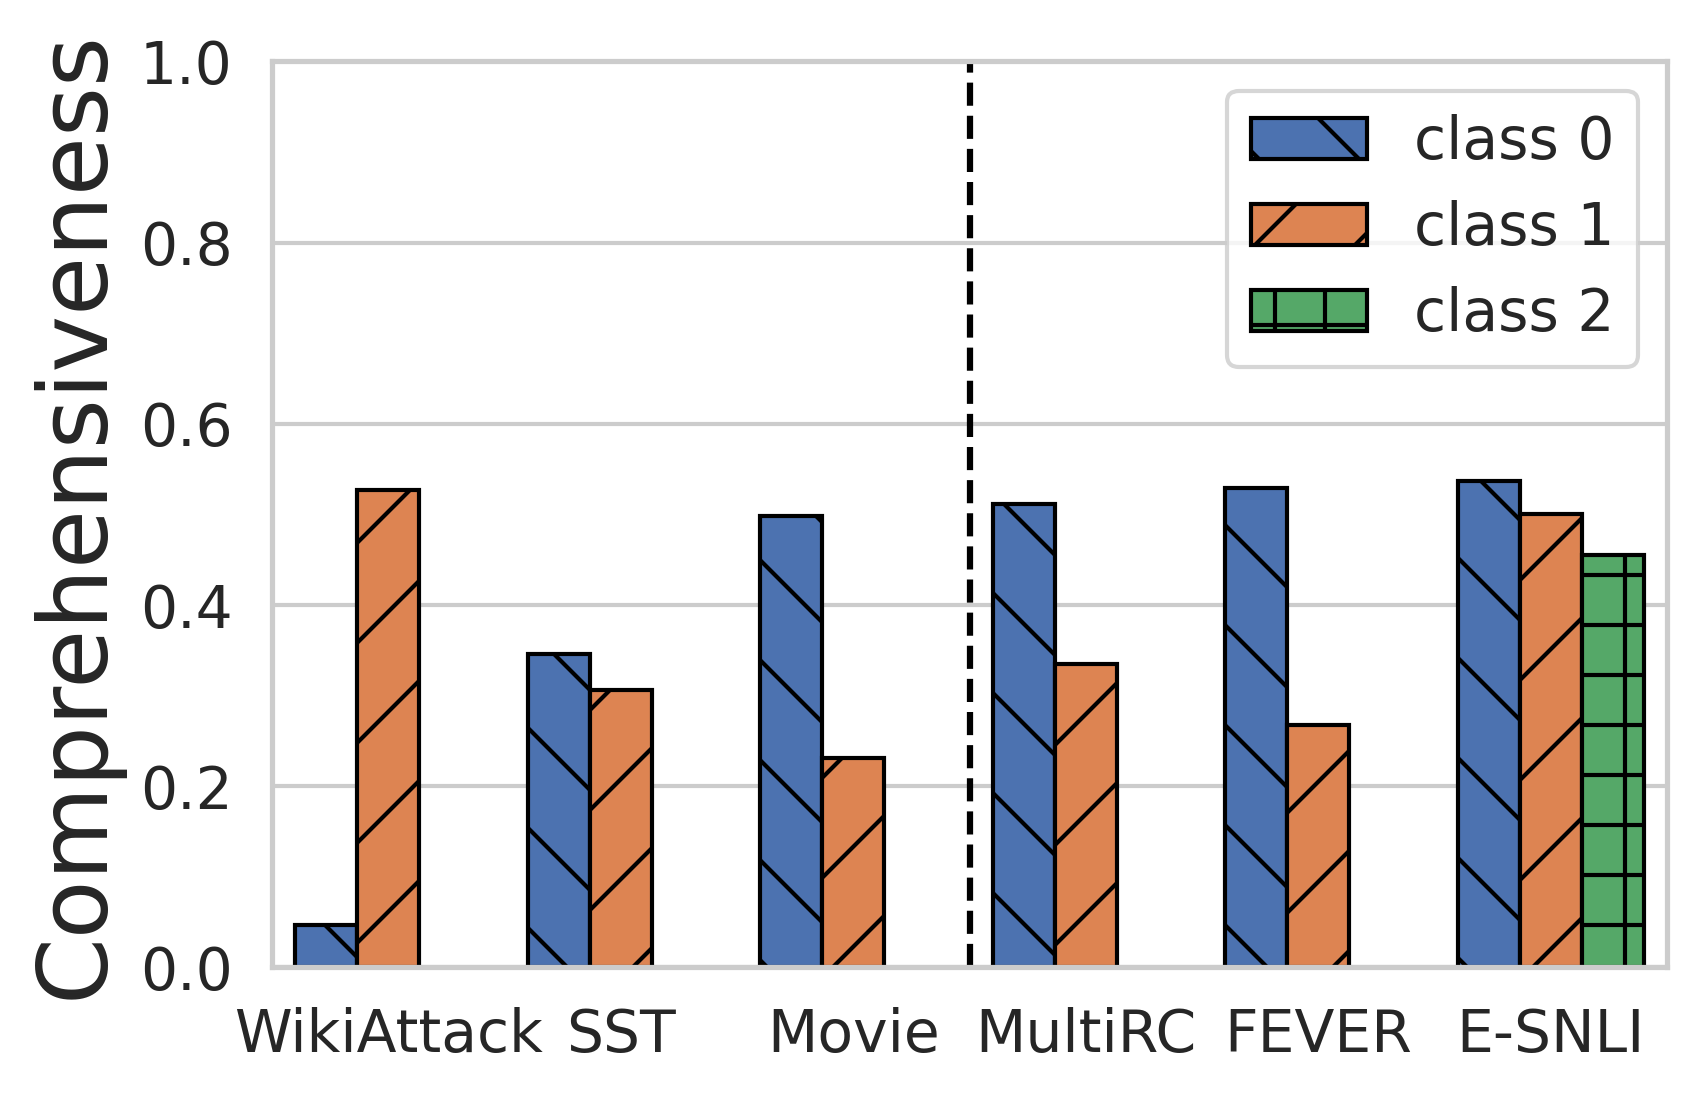 Comprehensiveness
1.0
0.8
0.6
0.4
0.2
0.0
class 0
class 1
class 2
WikiAttack SST Movie MultiRC FEVER E-SNLI